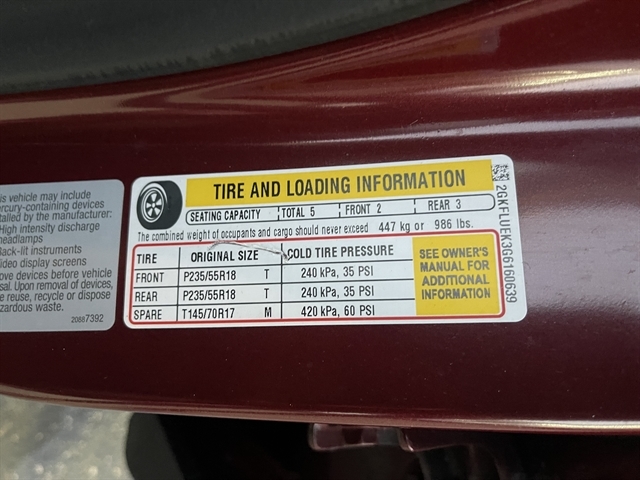 is vehicle may include
rcury-containing devices
talled by the manufacturer:
High intensity discharge
headlamps
Back-lit instruments
Video display screens
ove devices before vehicle
sal. Upon removal of devices,
e reuse, recycle or dispose
azardous waste.
20887392
TIRE AND LOADING INFORMATION
SEATING CAPACITY TOTAL 5 FRONT 2 REAR 3
The combined weight of occupants and cargo should never exceed 447 kg or 986 lbs.
TIRE ORIGINAL SIZE COLD TIRE PRESSURE
FRONT P235/55R18 T 240 kPa, 35 PSI
REAR P235/55R18 T 240 kPa, 35 PSI
SPARE T145/70R17 M 420 kPa, 60 PSI
SEE OWNER'S
MANUAL FOR
ADDITIONAL
INFORMATION
2GKFLUEK3G6160639